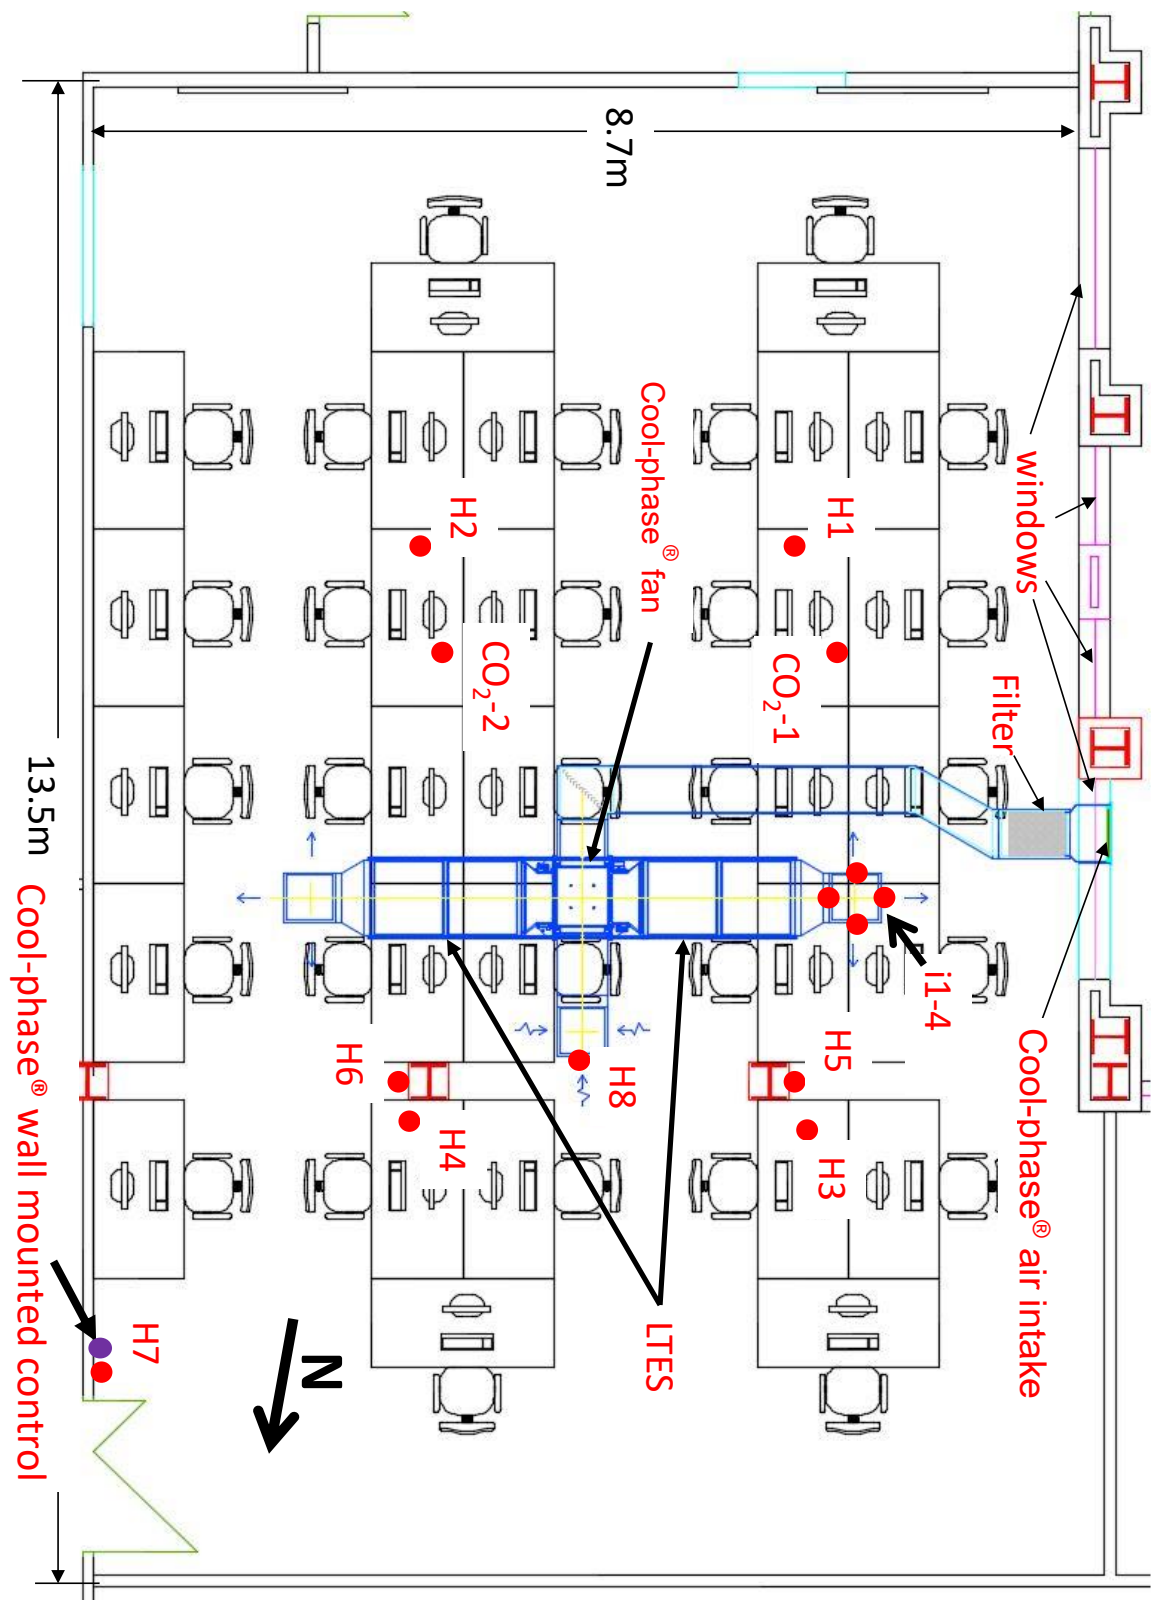 8.7m
windows
Cool-phase® fan
H2
H1
CO₂-2
CO₂-1
Filter
13.5m
i1-4
Cool-phase® air intake
H6
H8
H5
H4
H3
Cool-phase® wall mounted control
LTES
H7
N